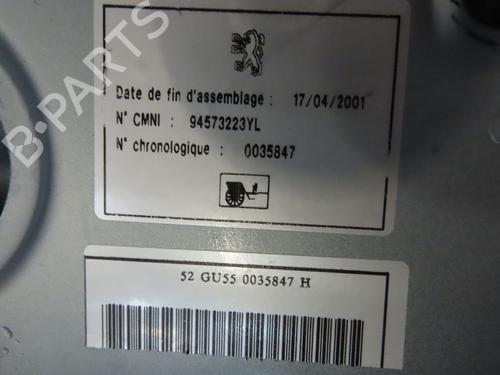 Date de fin d'assemblage : 17/04/2001
N° CMNI : 94573223YL
N° chronologique : 0035847
52 GU55 0035847 H
B-PARTS